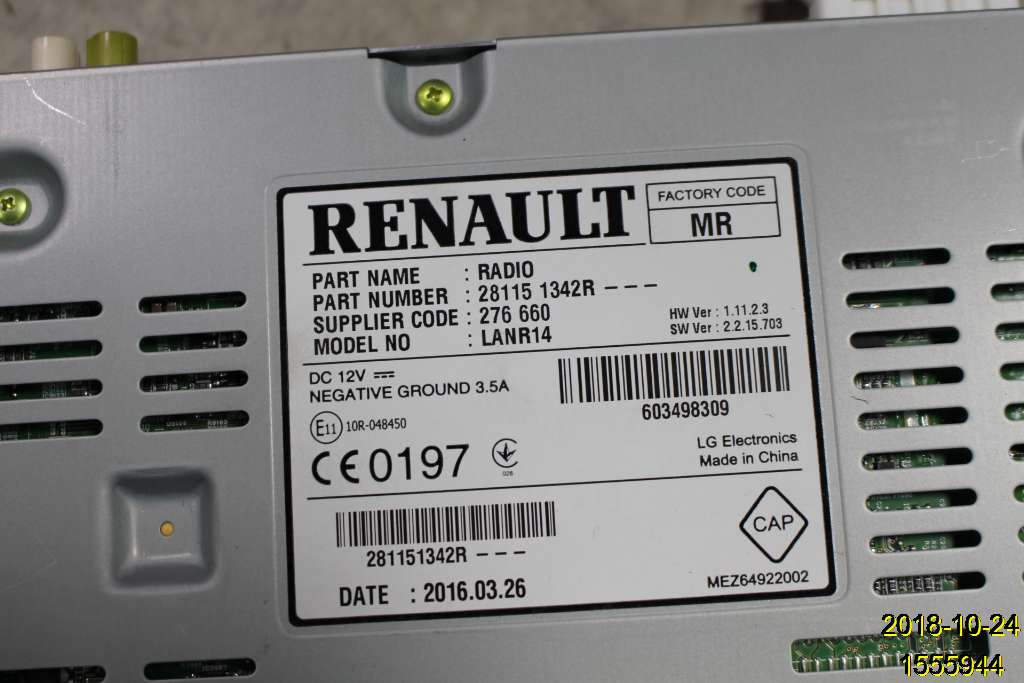 RENAULT
FACTORY CODE
MR
PART NAME : RADIO
PART NUMBER : 28115 1342R - - -
SUPPLIER CODE : 276 660
MODEL NO : LANR14
HW Ver : 1.11.2.3
SW Ver : 2.2.15.703
DC 12V
NEGATIVE GROUND 3.5A
603498309
E11 10R-048450
CE0197
026
LG Electronics
Made in China
281151342R - - -
CAP
DATE : 2016.03.26
MEZ64922002
2018-10-24
1555944